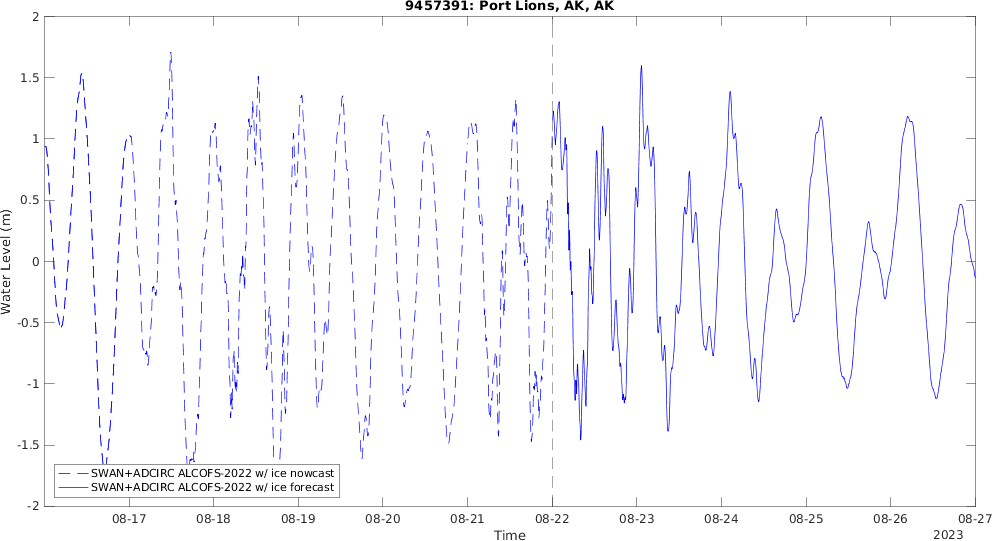 9457391: Port Lions, AK, AK
2
1.5
1
0.5
0
-0.5
-1
-1.5
-2
Water Level (m)
SWAN+ADCIRC ALCOFS-2022 w/ ice nowcast
SWAN+ADCIRC ALCOFS-2022 w/ ice forecast
08-17 08-18 08-19 08-20 08-21 08-22 08-23 08-24 08-25 08-26 08-27
Time
2023